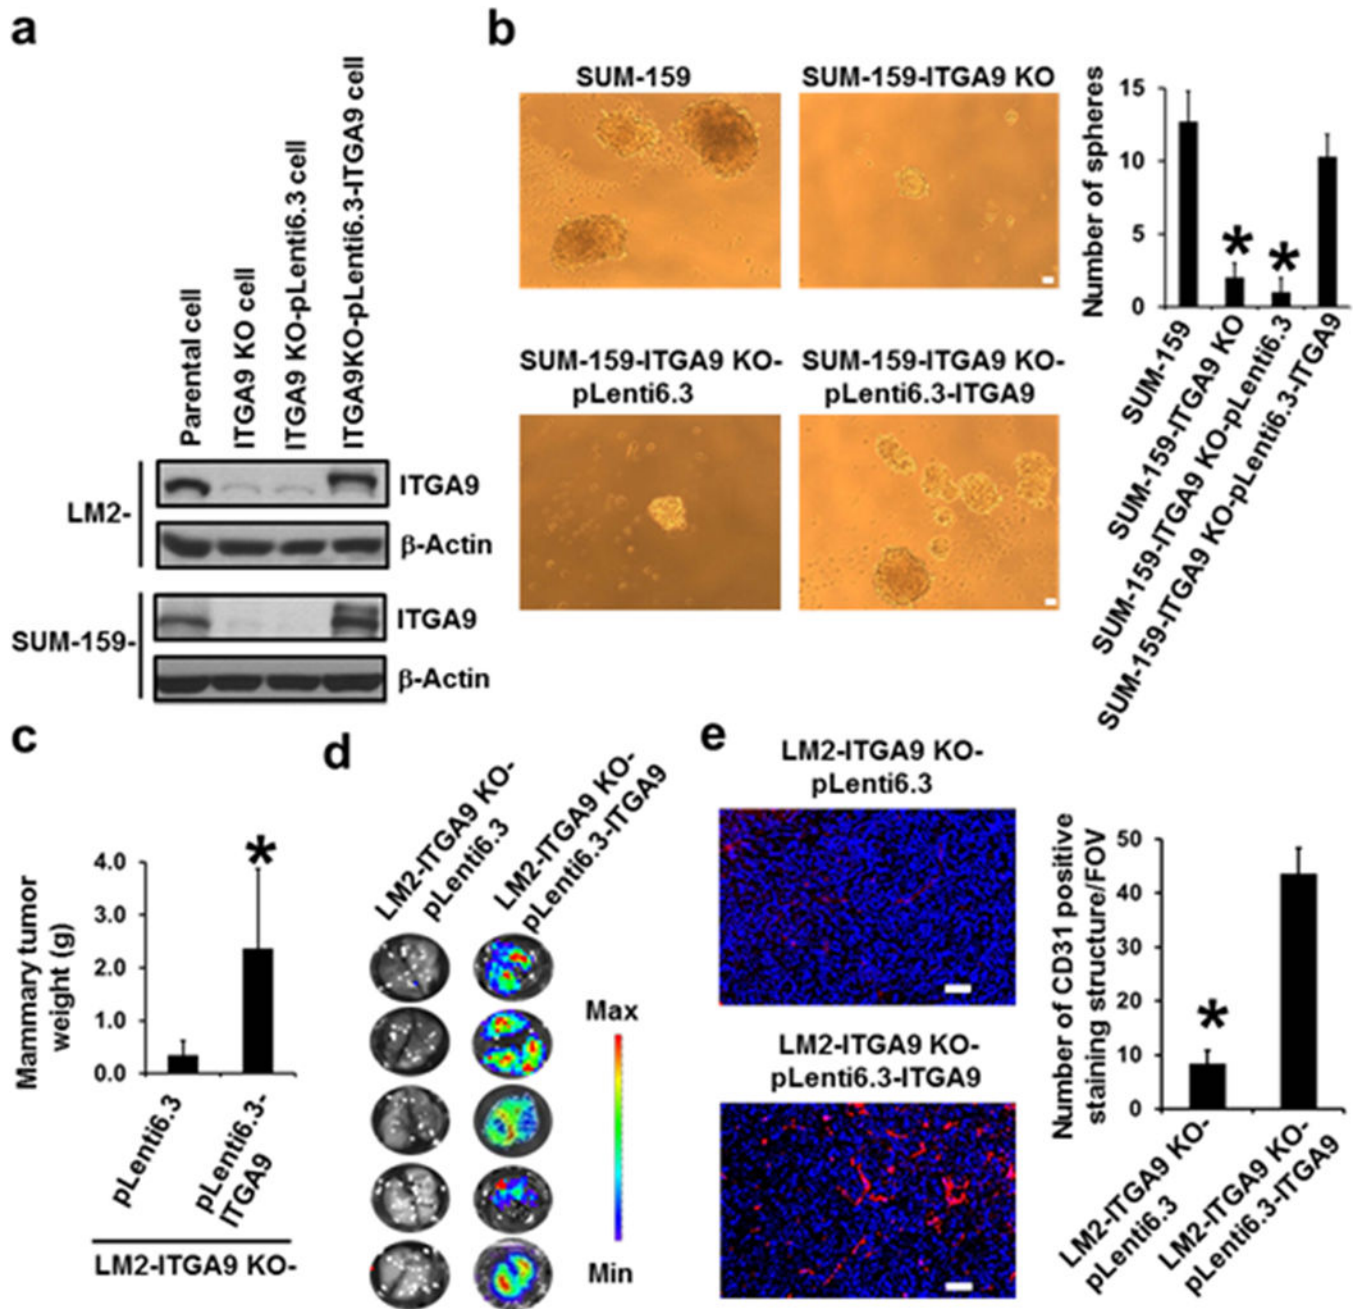 a
Parental cell
ITGA9 KO cell
ITGA9 KO-pLenti6.3 cell
ITGA9KO-pLenti6.3-ITGA9 cell
LM2-
ITGA9
β-Actin
SUM-159-
ITGA9
β-Actin
b
SUM-159
SUM-159-ITGA9 KO
SUM-159-ITGA9 KO-
pLenti6.3
SUM-159-ITGA9 KO-
pLenti6.3-ITGA9
Number of spheres
15
10
5
0
*
*
SUM-159
SUM-159-ITGA9 KO
SUM-159-ITGA9 KO-pLenti6.3
SUM-159-ITGA9 KO-pLenti6.3-ITGA9
c
Mammary tumor
weight (g)
4.0
3.0
2.0
1.0
0.0
*
pLenti6.3
pLenti6.3-
ITGA9
LM2-ITGA9 KO-
d
LM2-ITGA9 KO-
pLenti6.3
LM2-ITGA9 KO-
pLenti6.3-ITGA9
Max
Min
e
LM2-ITGA9 KO-
pLenti6.3
LM2-ITGA9 KO-
pLenti6.3-ITGA9
Number of CD31 positive
staining structure/FOV
50
40
30
20
10
0
*
LM2-ITGA9 KO-
pLenti6.3
LM2-ITGA9 KO-
pLenti6.3-ITGA9